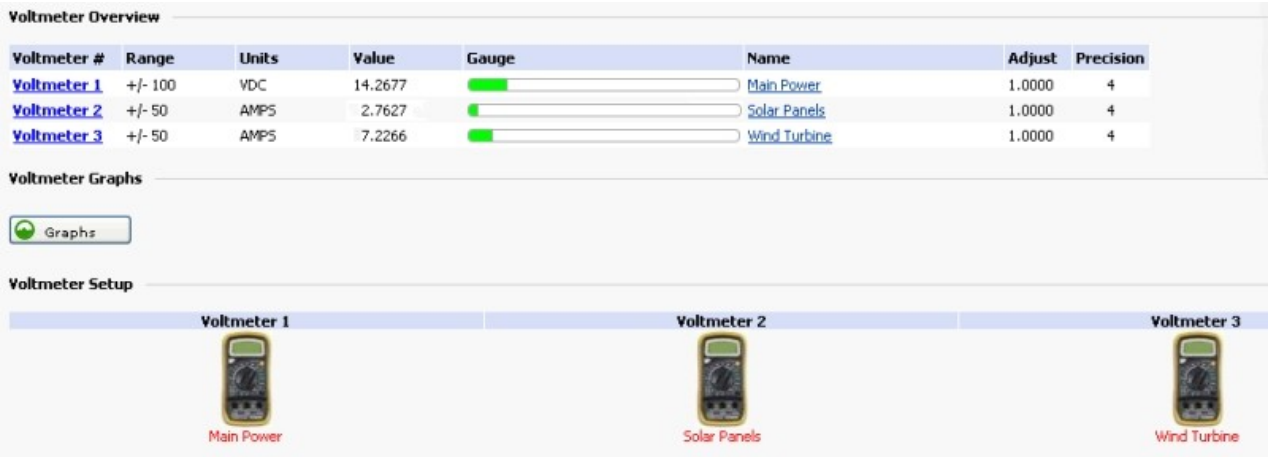 Voltmeter Overview
Voltmeter # Range Units Value Gauge Name Adjust Precision
Voltmeter 1 +/- 100 VDC 14.2677 Main Power 1.0000 4
Voltmeter 2 +/- 50 AMPS 2.7627 Solar Panels 1.0000 4
Voltmeter 3 +/- 50 AMPS 7.2266 Wind Turbine 1.0000 4
Voltmeter Graphs
Graphs
Voltmeter Setup
Voltmeter 1 Voltmeter 2 Voltmeter 3
Main Power Solar Panels Wind Turbine